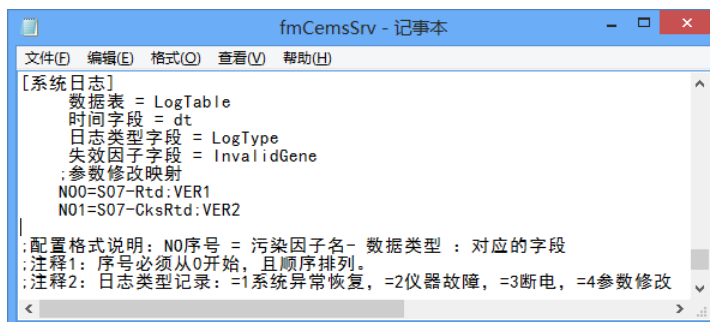 fmCemsSrv - 记事本
文件(F) 编辑(E) 格式(O) 查看(V) 帮助(H)
[系统日志]
数据表 = LogTable
时间字段 = dt
日志类型字段 = LogType
失效因子字段 = InvalidGene
;参数修改映射
NO0=S07-Rtd:VER1
NO1=S07-CksRtd:VER2
;配置格式说明：NO序号 = 污染因子名- 数据类型 ：对应的字段
;注释1：序号必须从0开始，且顺序排列。
;注释2：日志类型记录：=1系统异常恢复，=2仪器故障，=3断电，=4参数修改